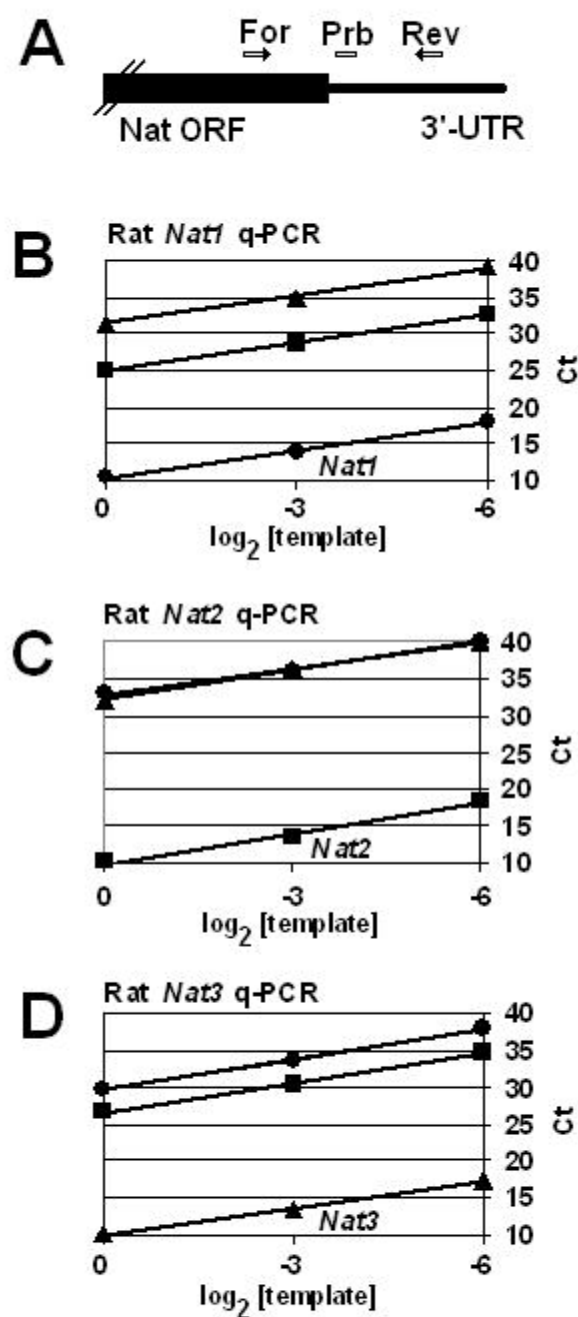 A
For Prb Rev
Nat ORF 3'-UTR
B
Rat Nat1 q-PCR
40
35
30
25
20
15
10
Ct
Nat1
0 -3 -6
log2 [template]
C
Rat Nat2 q-PCR
40
35
30
25
20
15
10
Ct
Nat2
0 -3 -6
log2 [template]
D
Rat Nat3 q-PCR
40
35
30
25
20
15
10
Ct
Nat3
0 -3 -6
log2 [template]